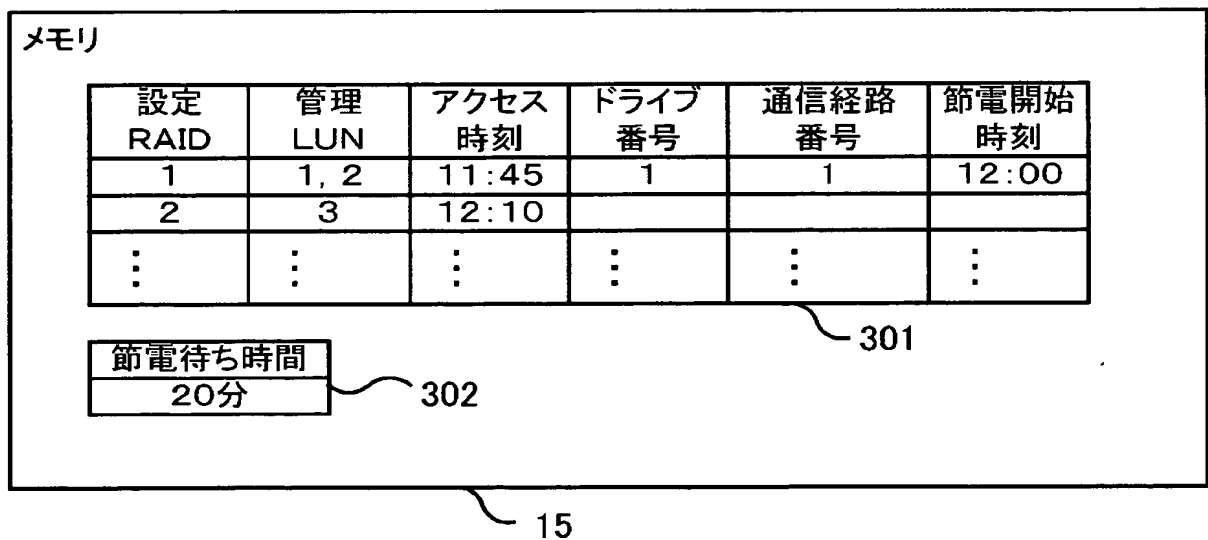 メモリ
設定 管理 アクセス ドライブ 通信経路 節電開始
RAID LUN 時刻 番号 番号 時刻
1 1, 2 11:45 1 1 12:00
2 3 12:10
⋮ ⋮ ⋮ ⋮ ⋮ ⋮
301
節電待ち時間
20分 302
15